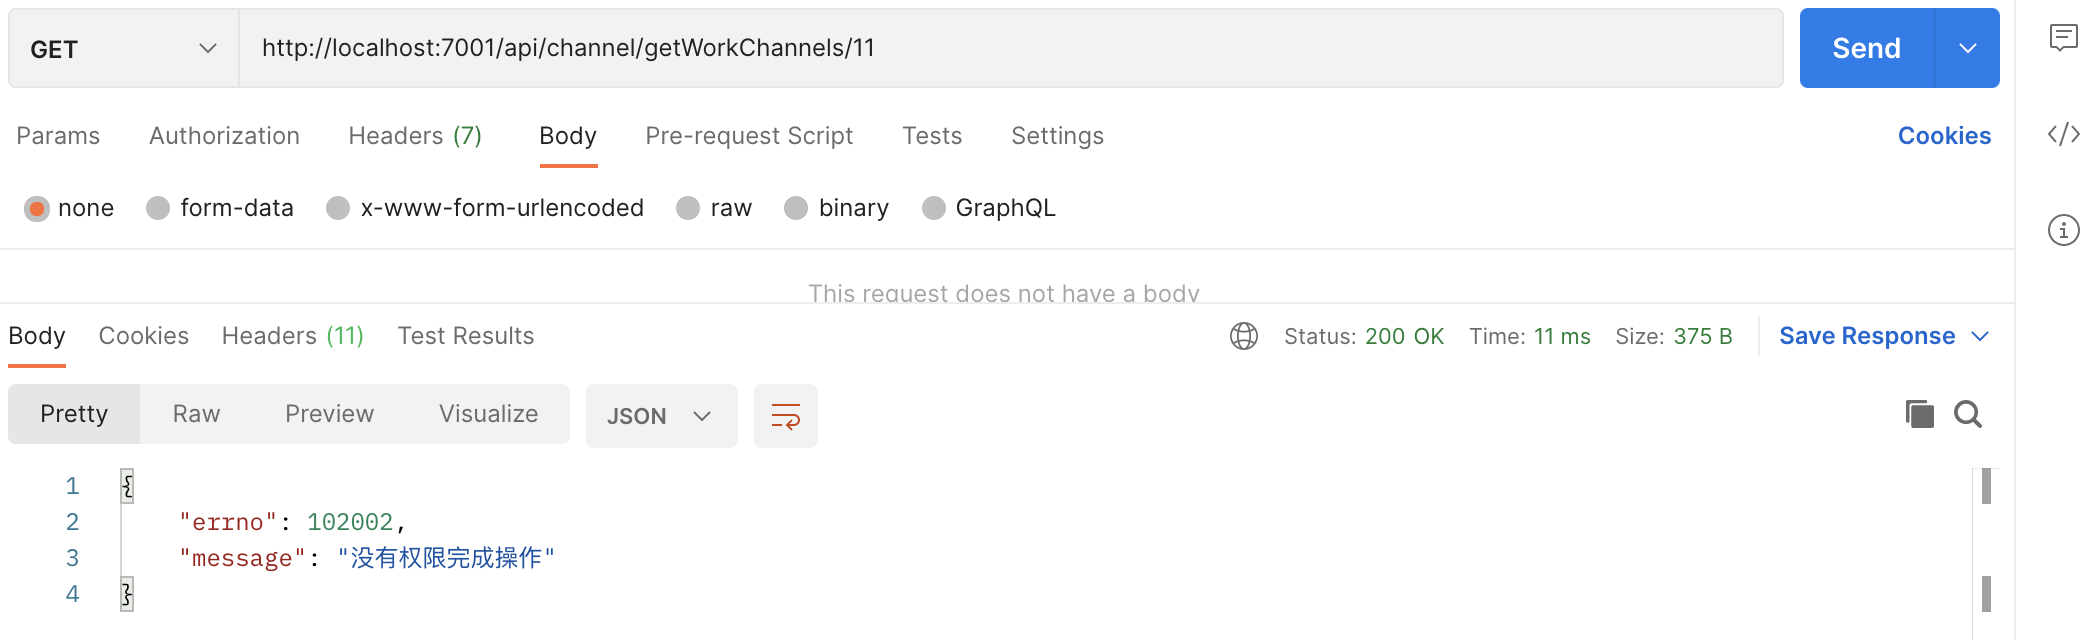 GET http://localhost:7001/api/channel/getWorkChannels/11 Send
Params Authorization Headers (7) Body Pre-request Script Tests Settings Cookies
none form-data x-www-form-urlencoded raw binary GraphQL
This request does not have a body
Body Cookies Headers (11) Test Results Status: 200 OK Time: 11 ms Size: 375 B Save Response
Pretty Raw Preview Visualize JSON
1 {
2 "errno": 102002,
3 "message": "没有权限完成操作"
4 }